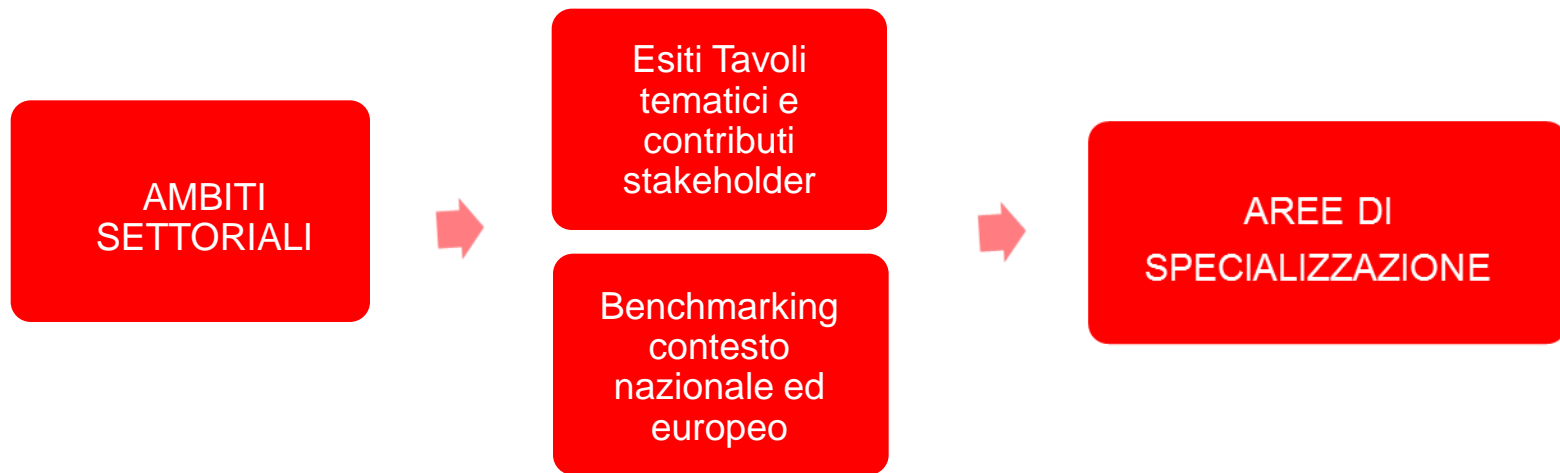 AMBITI
SETTORIALI
Esiti Tavoli
tematici e
contributi
stakeholder
Benchmarking
contesto
nazionale ed
europeo
AREE DI
SPECIALIZZAZIONE